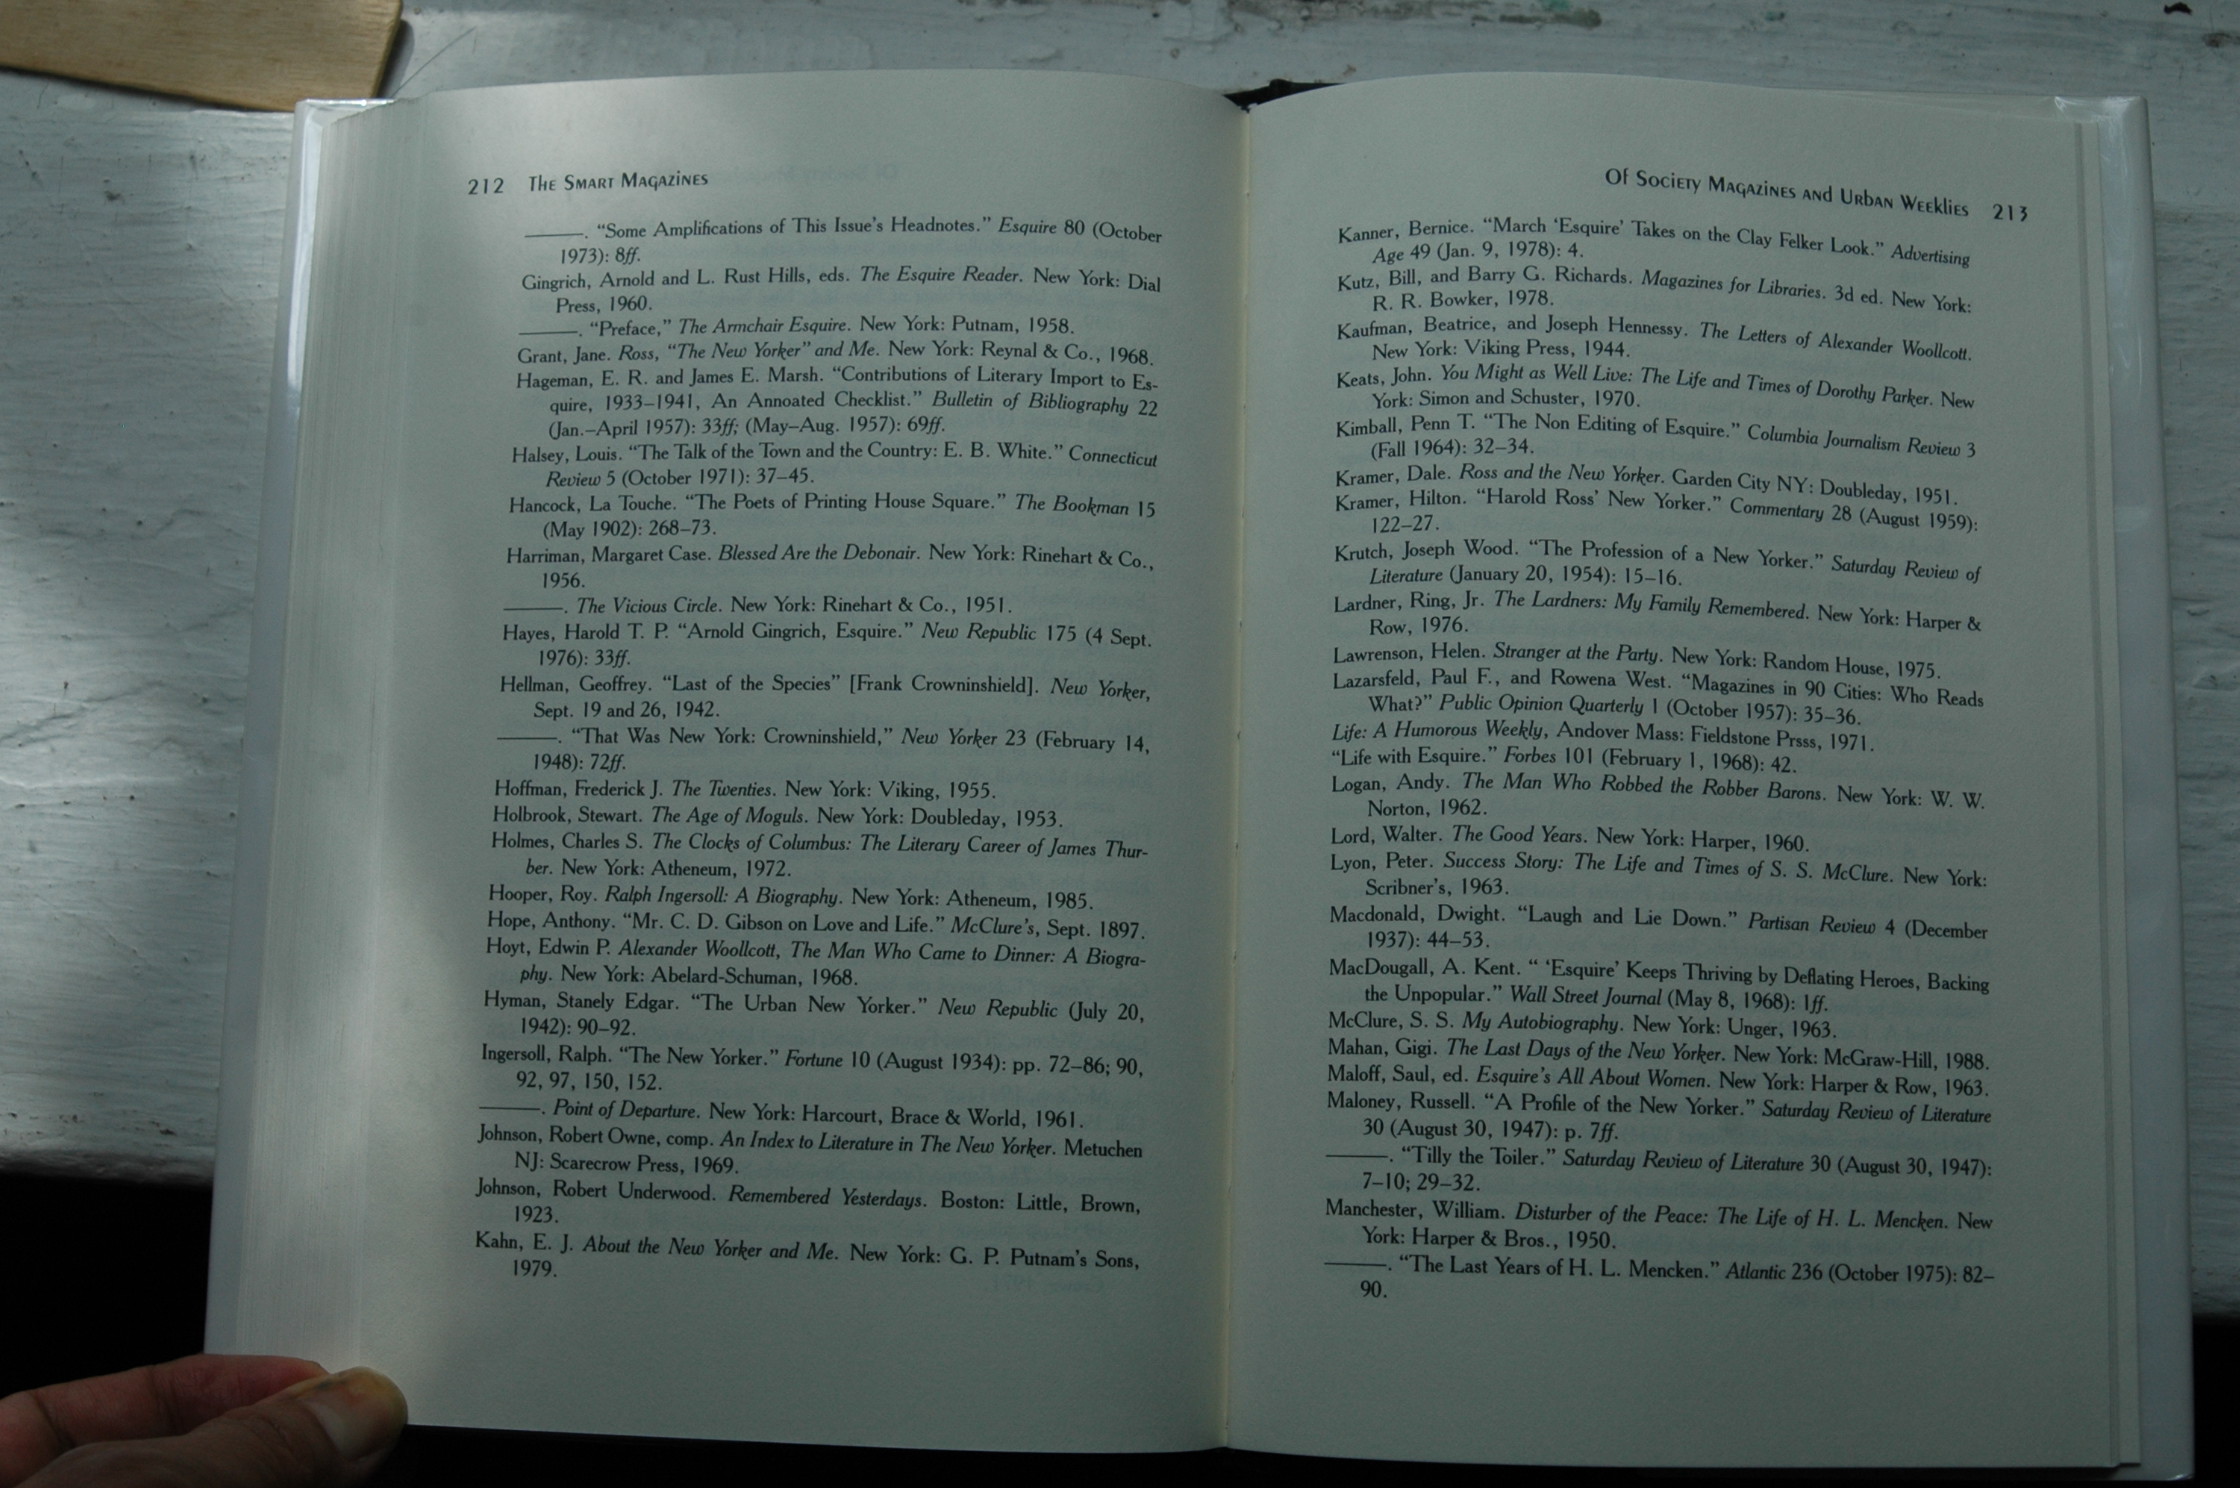 212 The Smart Magazines
———. “Some Amplifications of This Issue’s Headnotes.” Esquire 80 (October
1973): 8ff.
Gingrich, Arnold and L. Rust Hills, eds. The Esquire Reader. New York: Dial
Press, 1960.
———. “Preface,” The Armchair Esquire. New York: Putnam, 1958.
Grant, Jane. Ross, “The New Yorker” and Me. New York: Reynal & Co., 1968.
Hageman, E. R. and James E. Marsh. “Contributions of Literary Import to Es-
quire, 1933–1941, An Annoated Checklist.” Bulletin of Bibliography 22
(Jan.–April 1957): 33ff; (May–Aug. 1957): 69ff.
Halsey, Louis. “The Talk of the Town and the Country: E. B. White.” Connecticut
Review 5 (October 1971): 37–45.
Hancock, La Touche. “The Poets of Printing House Square.” The Bookman 15
(May 1902): 268–73.
Harriman, Margaret Case. Blessed Are the Debonair. New York: Rinehart & Co.,
1956.
———. The Vicious Circle. New York: Rinehart & Co., 1951.
Hayes, Harold T. P. “Arnold Gingrich, Esquire.” New Republic 175 (4 Sept.
1976): 33ff.
Hellman, Geoffrey. “Last of the Species” [Frank Crowninshield]. New Yorker,
Sept. 19 and 26, 1942.
———. “That Was New York: Crowninshield,” New Yorker 23 (February 14,
1948): 72ff.
Hoffman, Frederick J. The Twenties. New York: Viking, 1955.
Holbrook, Stewart. The Age of Moguls. New York: Doubleday, 1953.
Holmes, Charles S. The Clocks of Columbus: The Literary Career of James Thur-
ber. New York: Atheneum, 1972.
Hooper, Roy. Ralph Ingersoll: A Biography. New York: Atheneum, 1985.
Hope, Anthony. “Mr. C. D. Gibson on Love and Life.” McClure’s, Sept. 1897.
Hoyt, Edwin P. Alexander Woollcott, The Man Who Came to Dinner: A Biogra-
phy. New York: Abelard-Schuman, 1968.
Hyman, Stanely Edgar. “The Urban New Yorker.” New Republic (July 20,
1942): 90–92.
Ingersoll, Ralph. “The New Yorker.” Fortune 10 (August 1934): pp. 72–86; 90,
92, 97, 150, 152.
———. Point of Departure. New York: Harcourt, Brace & World, 1961.
Johnson, Robert Owne, comp. An Index to Literature in The New Yorker. Metuchen
NJ: Scarecrow Press, 1969.
Johnson, Robert Underwood. Remembered Yesterdays. Boston: Little, Brown,
1923.
Kahn, E. J. About the New Yorker and Me. New York: G. P. Putnam’s Sons,
1979.
Of Society Magazines and Urban Weeklies 213
Kanner, Bernice. “March ‘Esquire’ Takes on the Clay Felker Look.” Advertising
Age 49 (Jan. 9, 1978): 4.
Kutz, Bill, and Barry G. Richards. Magazines for Libraries. 3d ed. New York:
R. R. Bowker, 1978.
Kaufman, Beatrice, and Joseph Hennessy. The Letters of Alexander Woollcott.
New York: Viking Press, 1944.
Keats, John. You Might as Well Live: The Life and Times of Dorothy Parker. New
York: Simon and Schuster, 1970.
Kimball, Penn T. “The Non Editing of Esquire.” Columbia Journalism Review 3
(Fall 1964): 32–34.
Kramer, Dale. Ross and the New Yorker. Garden City NY: Doubleday, 1951.
Kramer, Hilton. “Harold Ross’ New Yorker.” Commentary 28 (August 1959):
122–27.
Krutch, Joseph Wood. “The Profession of a New Yorker.” Saturday Review of
Literature (January 20, 1954): 15–16.
Lardner, Ring, Jr. The Lardners: My Family Remembered. New York: Harper &
Row, 1976.
Lawrenson, Helen. Stranger at the Party. New York: Random House, 1975.
Lazarsfeld, Paul F., and Rowena West. “Magazines in 90 Cities: Who Reads
What?” Public Opinion Quarterly 1 (October 1957): 35–36.
Life: A Humorous Weekly, Andover Mass: Fieldstone Prsss, 1971.
“Life with Esquire.” Forbes 101 (February 1, 1968): 42.
Logan, Andy. The Man Who Robbed the Robber Barons. New York: W. W.
Norton, 1962.
Lord, Walter. The Good Years. New York: Harper, 1960.
Lyon, Peter. Success Story: The Life and Times of S. S. McClure. New York:
Scribner’s, 1963.
Macdonald, Dwight. “Laugh and Lie Down.” Partisan Review 4 (December
1937): 44–53.
MacDougall, A. Kent. “ ‘Esquire’ Keeps Thriving by Deflating Heroes, Backing
the Unpopular.” Wall Street Journal (May 8, 1968): 1ff.
McClure, S. S. My Autobiography. New York: Unger, 1963.
Mahan, Gigi. The Last Days of the New Yorker. New York: McGraw-Hill, 1988.
Maloff, Saul, ed. Esquire’s All About Women. New York: Harper & Row, 1963.
Maloney, Russell. “A Profile of the New Yorker.” Saturday Review of Literature
30 (August 30, 1947): p. 7ff.
———. “Tilly the Toiler.” Saturday Review of Literature 30 (August 30, 1947):
7–10; 29–32.
Manchester, William. Disturber of the Peace: The Life of H. L. Mencken. New
York: Harper & Bros., 1950.
———. “The Last Years of H. L. Mencken.” Atlantic 236 (October 1975): 82–
90.